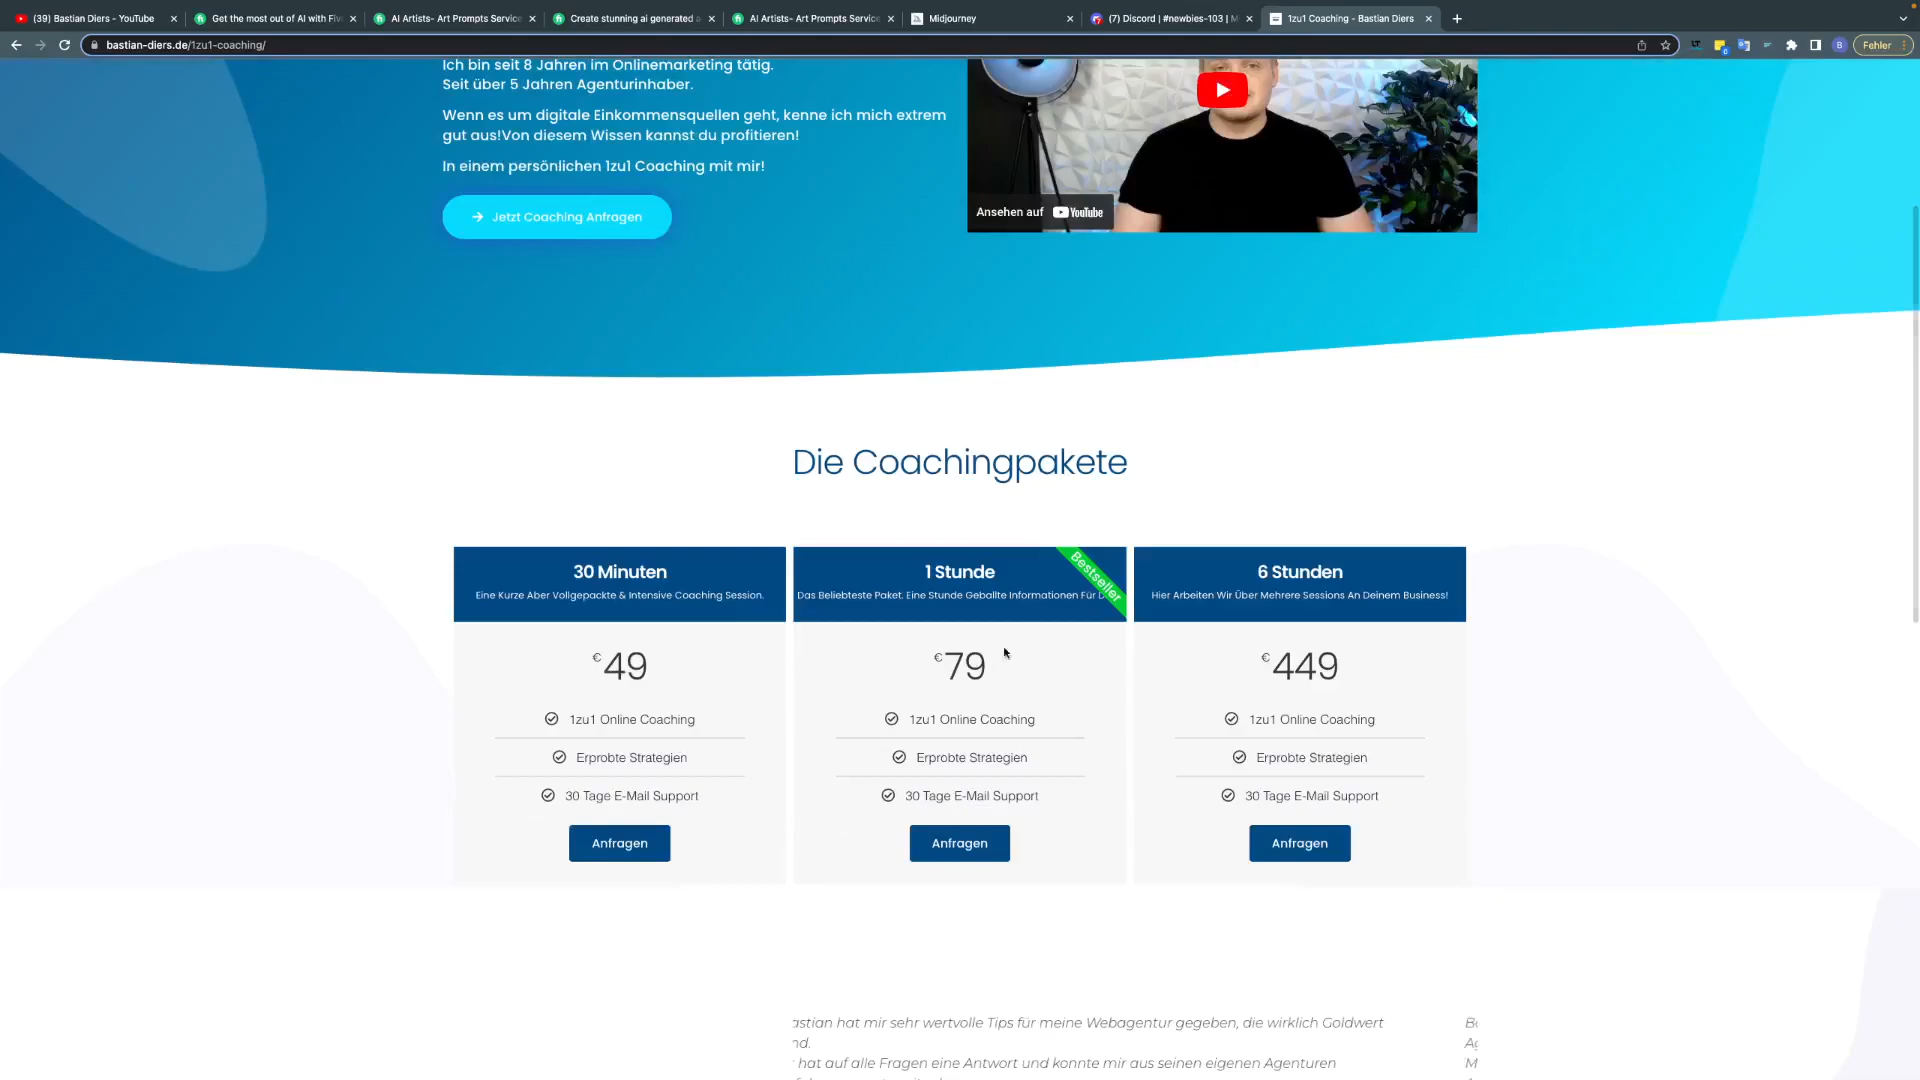 (39) Bastian Diers - YouTube
Get the most out of AI with Fiv
AI Artists- Art Prompts Service
Create stunning ai generated a
AI Artists- Art Prompts Service
Midjourney
(7) Discord | #newbies-103 | M
1zu1 Coaching - Bastian Diers
bastian-diers.de/1zu1-coaching/
B
Fehler
Ich bin seit 8 Jahren im Onlinemarketing tätig.
Seit über 5 Jahren Agenturinhaber.
Wenn es um digitale Einkommensquellen geht, kenne ich mich extrem
gut aus!Von diesem Wissen kannst du profitieren!
In einem persönlichen 1zu1 Coaching mit mir!
Jetzt Coaching Anfragen
Ansehen auf YouTube
Die Coachingpakete
30 Minuten
Eine Kurze Aber Vollgepackte & Intensive Coaching Session.
€49
1zu1 Online Coaching
Erprobte Strategien
30 Tage E-Mail Support
Anfragen
1 Stunde
Das Beliebteste Paket. Eine Stunde Geballte Informationen Für D
Bestseller
€79
1zu1 Online Coaching
Erprobte Strategien
30 Tage E-Mail Support
Anfragen
6 Stunden
Hier Arbeiten Wir Über Mehrere Sessions An Deinem Business!
€449
1zu1 Online Coaching
Erprobte Strategien
30 Tage E-Mail Support
Anfragen
astian hat mir sehr wertvolle Tips für meine Webagentur gegeben, die wirklich Goldwert
nd.
hat auf alle Fragen eine Antwort und konnte mir aus seinen eigenen Agenturen